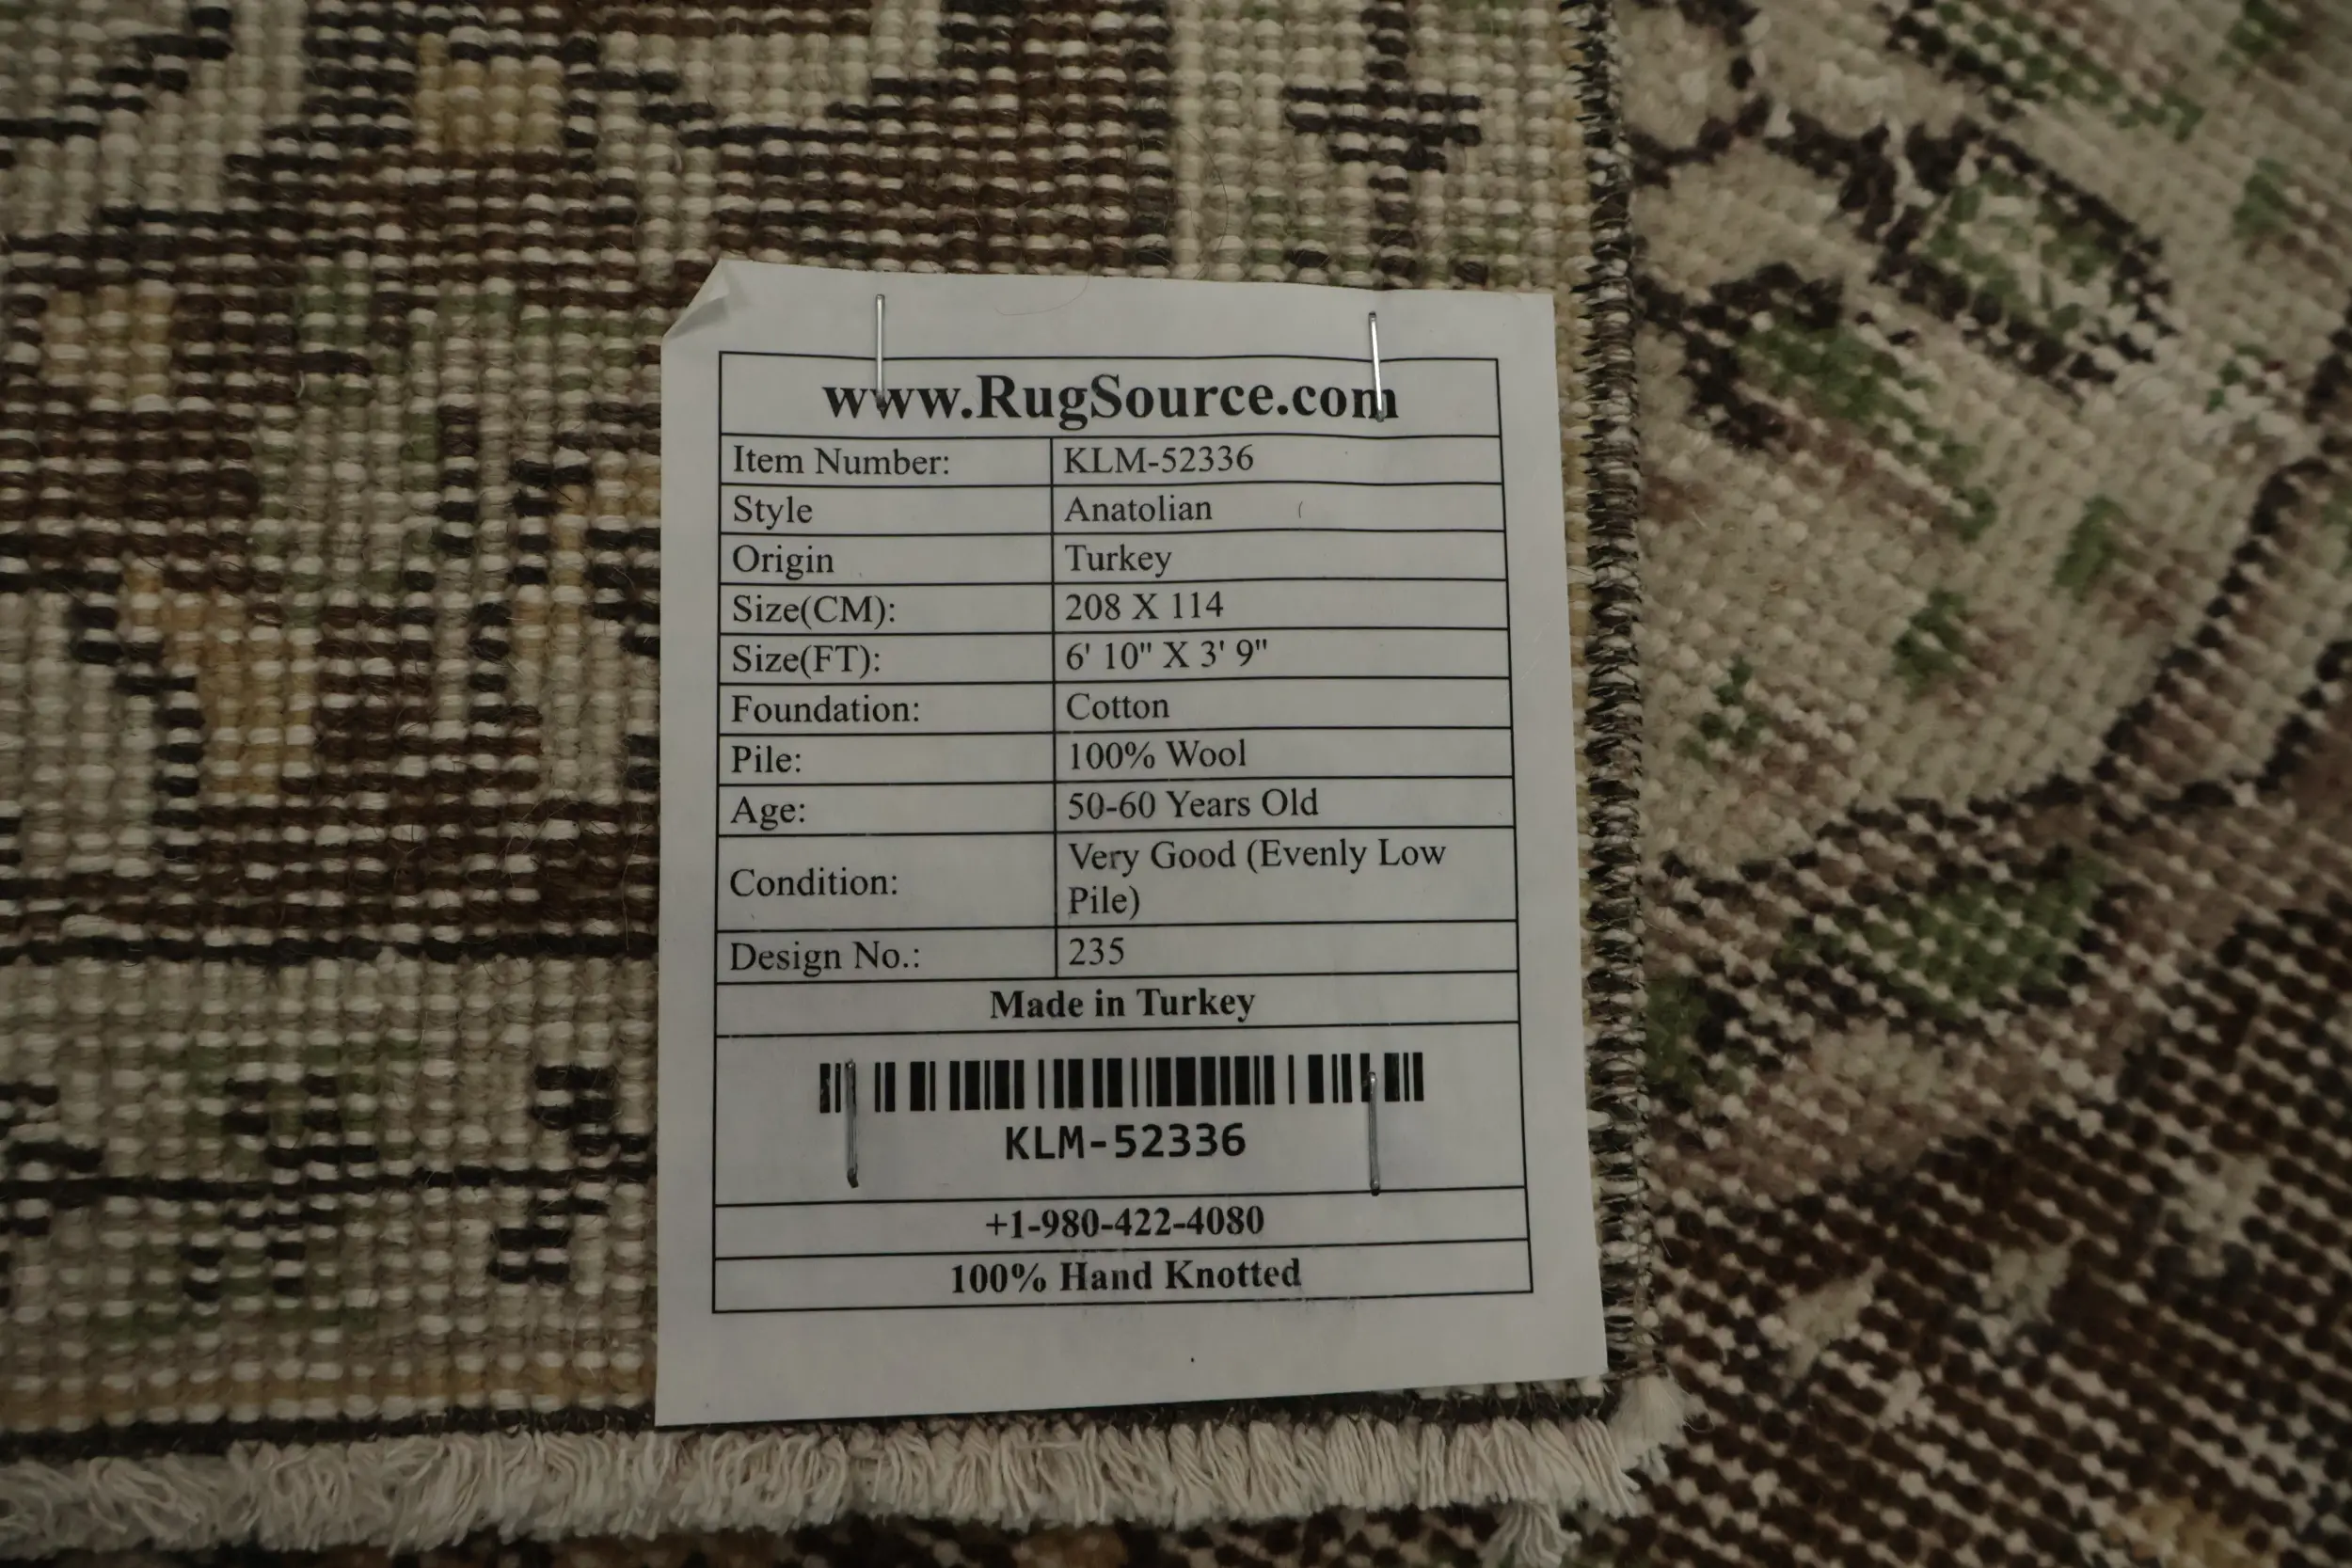 www.RugSource.com
Item Number: KLM-52336
Style Anatolian
Origin Turkey
Size(CM): 208 X 114
Size(FT): 6' 10" X 3' 9"
Foundation: Cotton
Pile: 100% Wool
Age: 50-60 Years Old
Condition: Very Good (Evenly Low
Pile)
Design No.: 235
Made in Turkey
KLM-52336
+1-980-422-4080
100% Hand Knotted